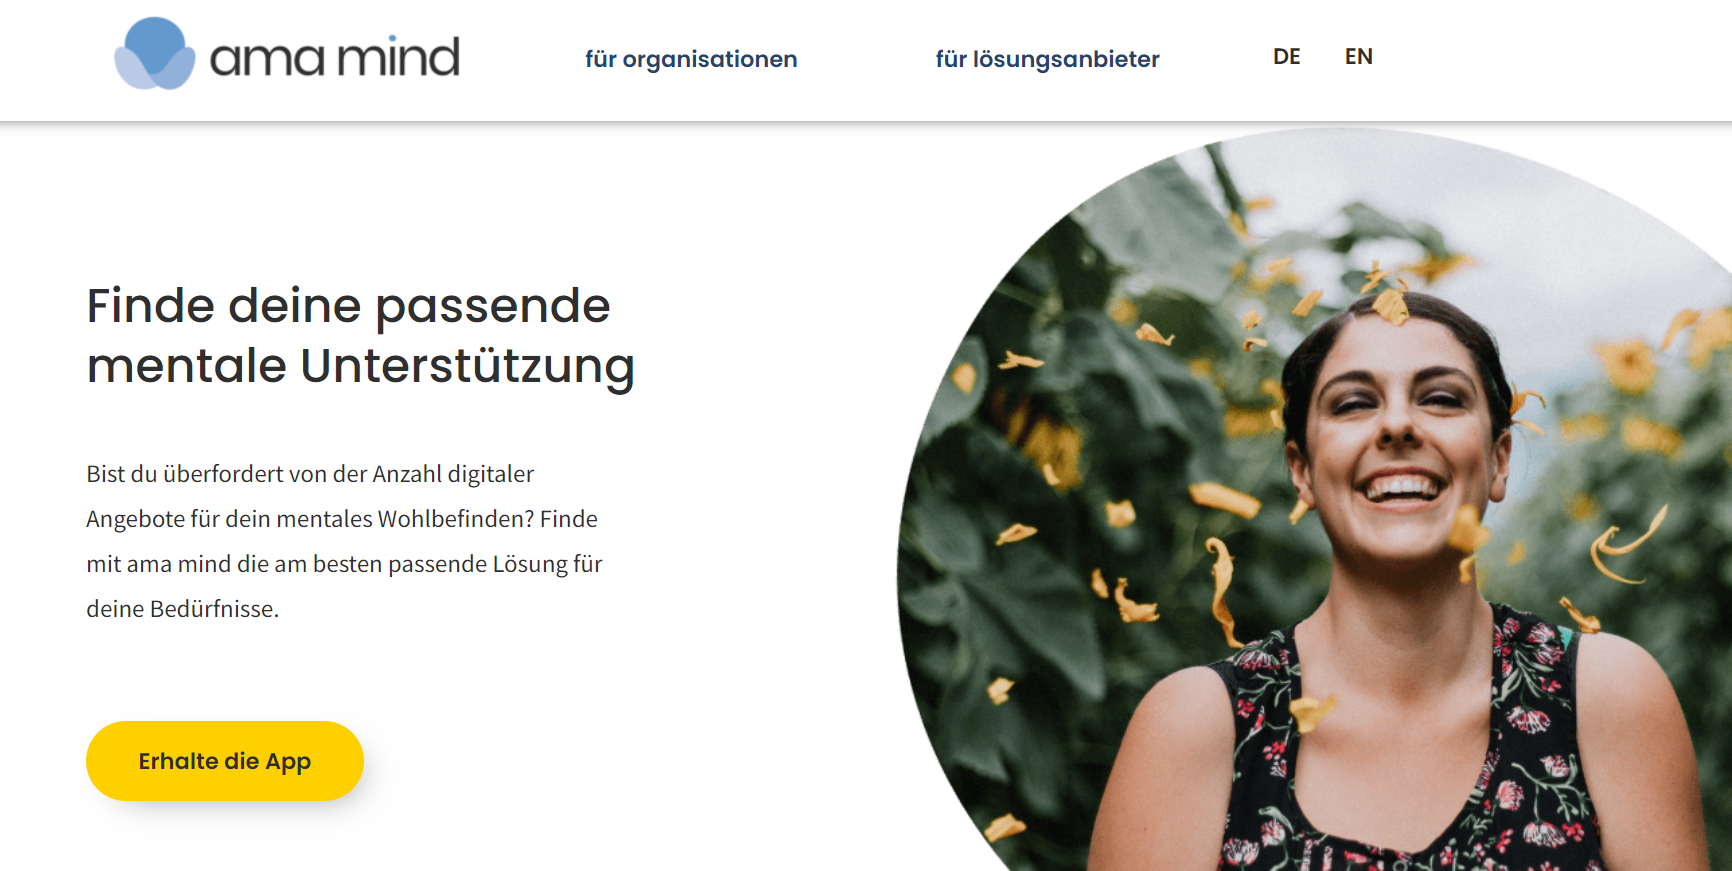 ama mind
für organisationen
für lösungsanbieter
DE
EN
Finde deine passende
mentale Unterstützung
Bist du überfordert von der Anzahl digitaler
Angebote für dein mentales Wohlbefinden? Finde
mit ama mind die am besten passende Lösung für
deine Bedürfnisse.
Erhalte die App